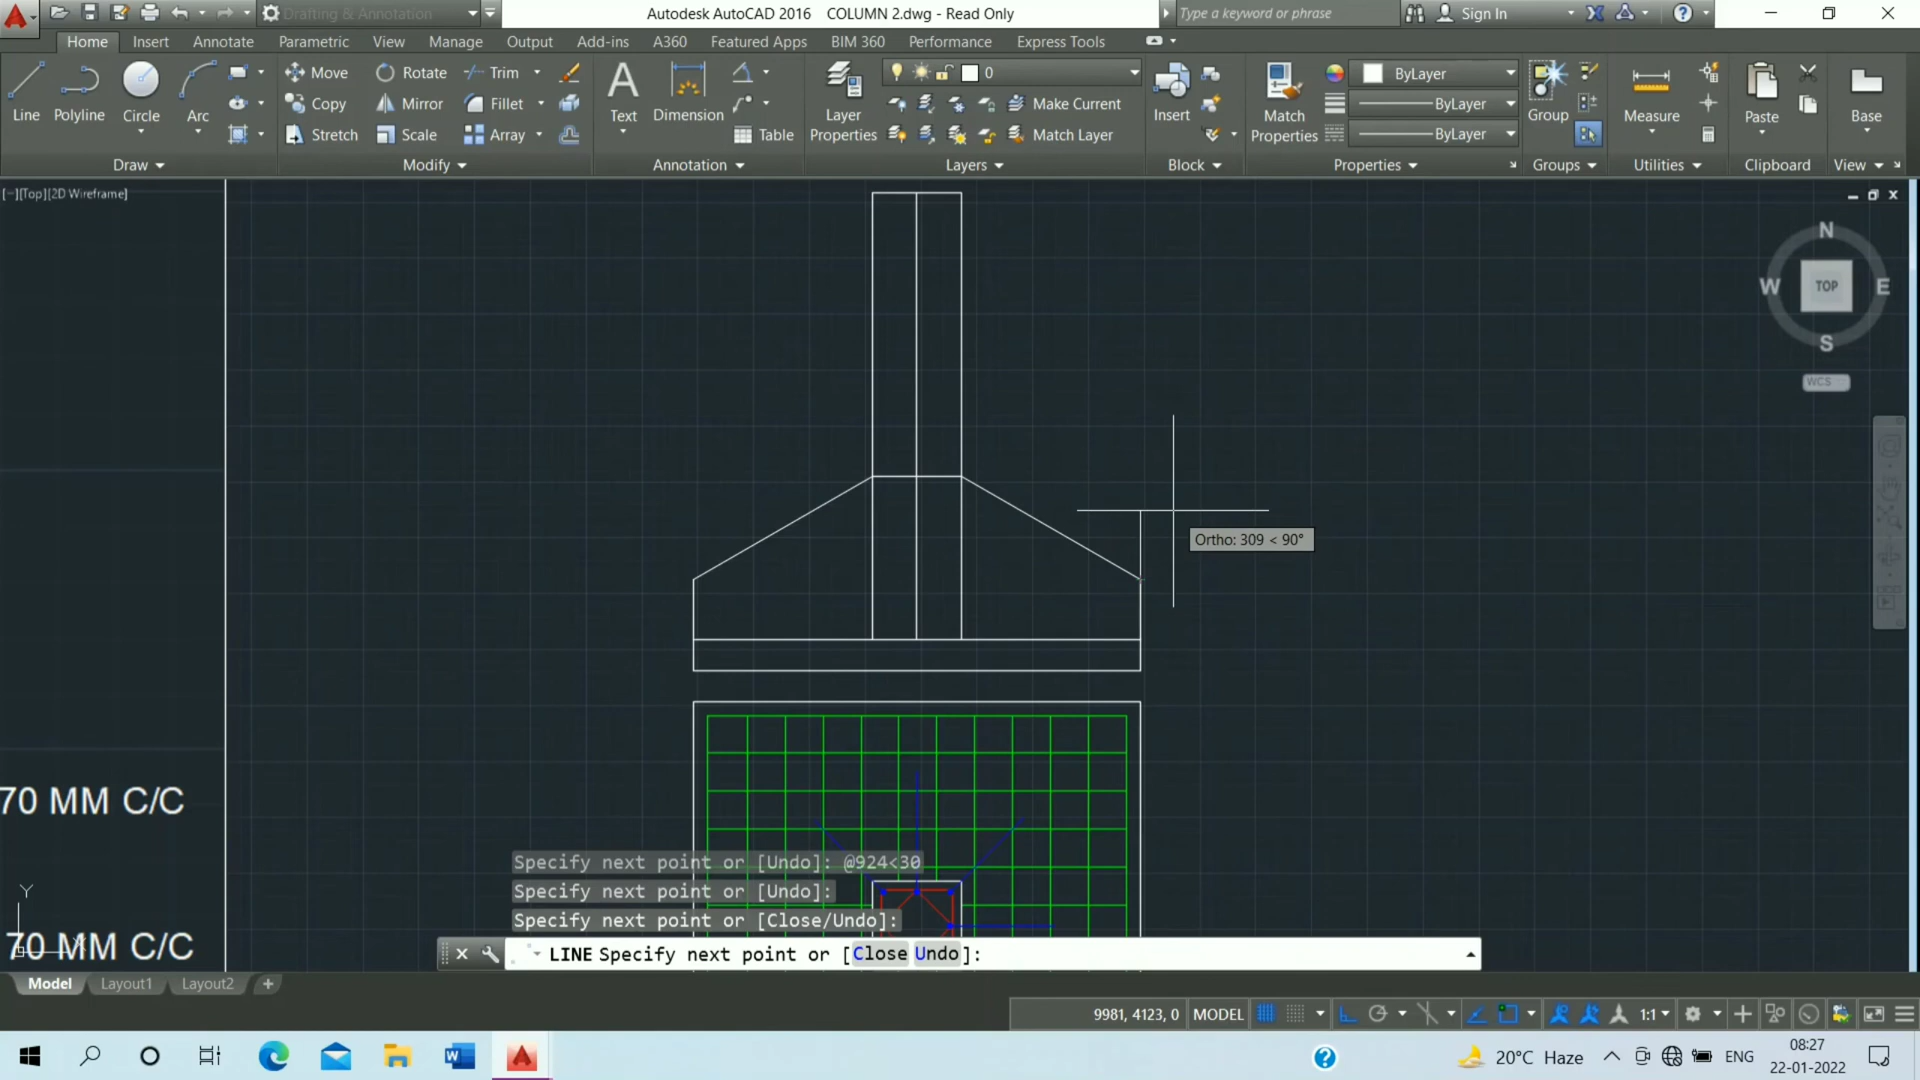 Drafting & Annotation
Autodesk AutoCAD 2016 COLUMN 2.dwg - Read Only
Type a keyword or phrase
Sign In
Home Insert Annotate Parametric View Manage Output Add-ins A360 Featured Apps BIM 360 Performance Express Tools
Line Polyline Circle Arc
Move Rotate Trim
Copy Mirror Fillet
Stretch Scale Array
Text Dimension Table
Layer Properties
0
Make Current
Match Layer
Insert
Match Properties
ByLayer
ByLayer
ByLayer
Group
Measure
Paste
Base
Draw Modify Annotation Layers Block Properties Groups Utilities Clipboard View
[−][Top][2D Wireframe]
N
W TOP E
S
WCS
Ortho: 309 < 90°
70 MM C/C
70 MM C/C
Y
X
Specify next point or [Undo]: @924<30
Specify next point or [Undo]:
Specify next point or [Close/Undo]:
LINE Specify next point or [Close Undo]:
Model Layout1 Layout2 +
9981, 4123, 0 MODEL 1:1
20°C Haze ENG
08:27
22-01-2022